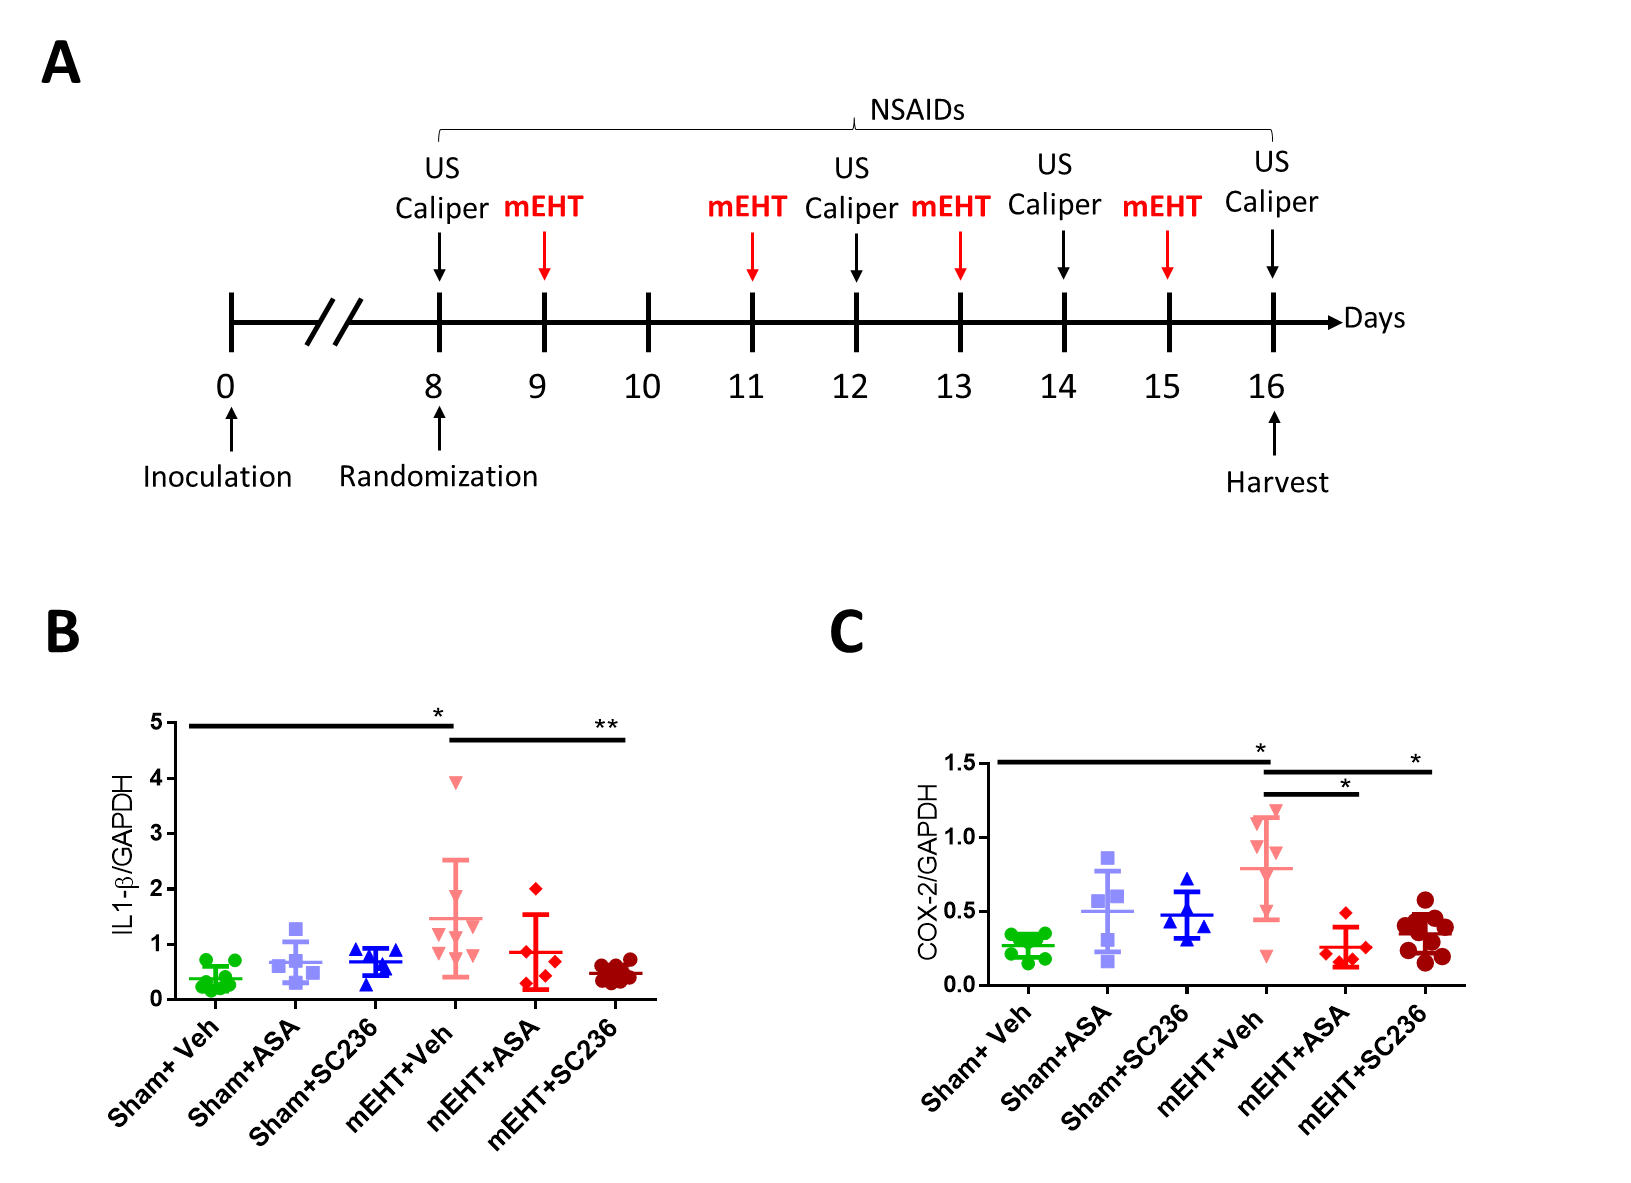 A
NSAIDs
US
Caliper
mEHT
mEHT
US
Caliper
mEHT
US
Caliper
mEHT
US
Caliper
Days
0
8
9
10
11
12
13
14
15
16
Inoculation
Randomization
Harvest
B
IL1-β/GAPDH
5
4
3
2
1
0
*
**
Sham+ Veh
Sham+ASA
Sham+SC236
mEHT+Veh
mEHT+ASA
mEHT+SC236
C
COX-2/GAPDH
1.5
1.0
0.5
0.0
*
*
*
Sham+ Veh
Sham+ASA
Sham+SC236
mEHT+Veh
mEHT+ASA
mEHT+SC236